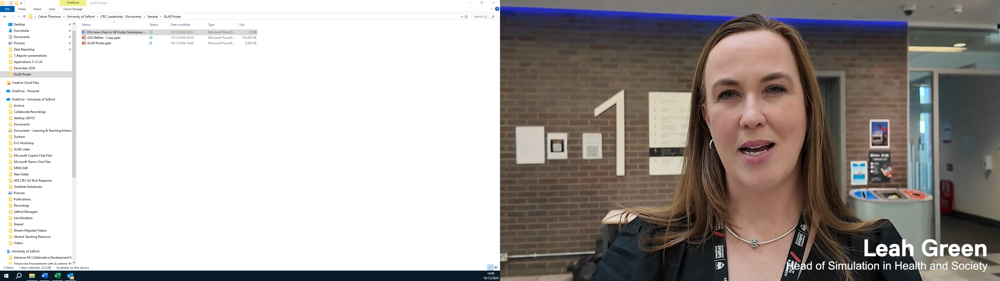 OneDrive
GLAD Poster
File
Home
Share
View
Cloud Storage
Calum Thomson
University of Salford
LTEC Leadership - Documents
General
GLAD Poster
Search GL...
Desktop
Downloads
Documents
Pictures
Data Reporting
7_Reports-presentations
Applications 5-12-24
December 2024
GLAD Poster
Creative Cloud Files
OneDrive - Personal
OneDrive - University of Salford
Archive
Collaborate Recordings
desktop 280723
Documents
Documents - Learning & Teaching Enhanc
Durham
E+E Workshop
GLAD video
Microsoft Copilot Chat Files
Microsoft Teams Chat Files
MMU EdD
New folder
NSS LTEC Ed Tech Response
OneNote Notebooks
Pictures
Publications
Recordings
Salford Managers
SamiStudents
Shared
Stream Migrated Videos
Ukraine Teaching Resource
Videos
University of Salford
Advance HE Collaborative Development Fu
Enhancing Engagement with Academic Pr
Name Status Date modified Type Size
01b Innov Pract in HE Poster Submission ... 15/12/2024 20:51 Microsoft Word D... 23 KB
2024 Belfast - Copy.pptx 15/12/2024 20:50 Microsoft PowerP... 143,690 KB
GLAD Poster.pptx 16/12/2024 14:48 Microsoft PowerP... 8,958 KB
3 items 1 item selected 22.4 KB Available on this device
14:48
16/12/2024
1
Leah Green
Head of Simulation in Health and Society